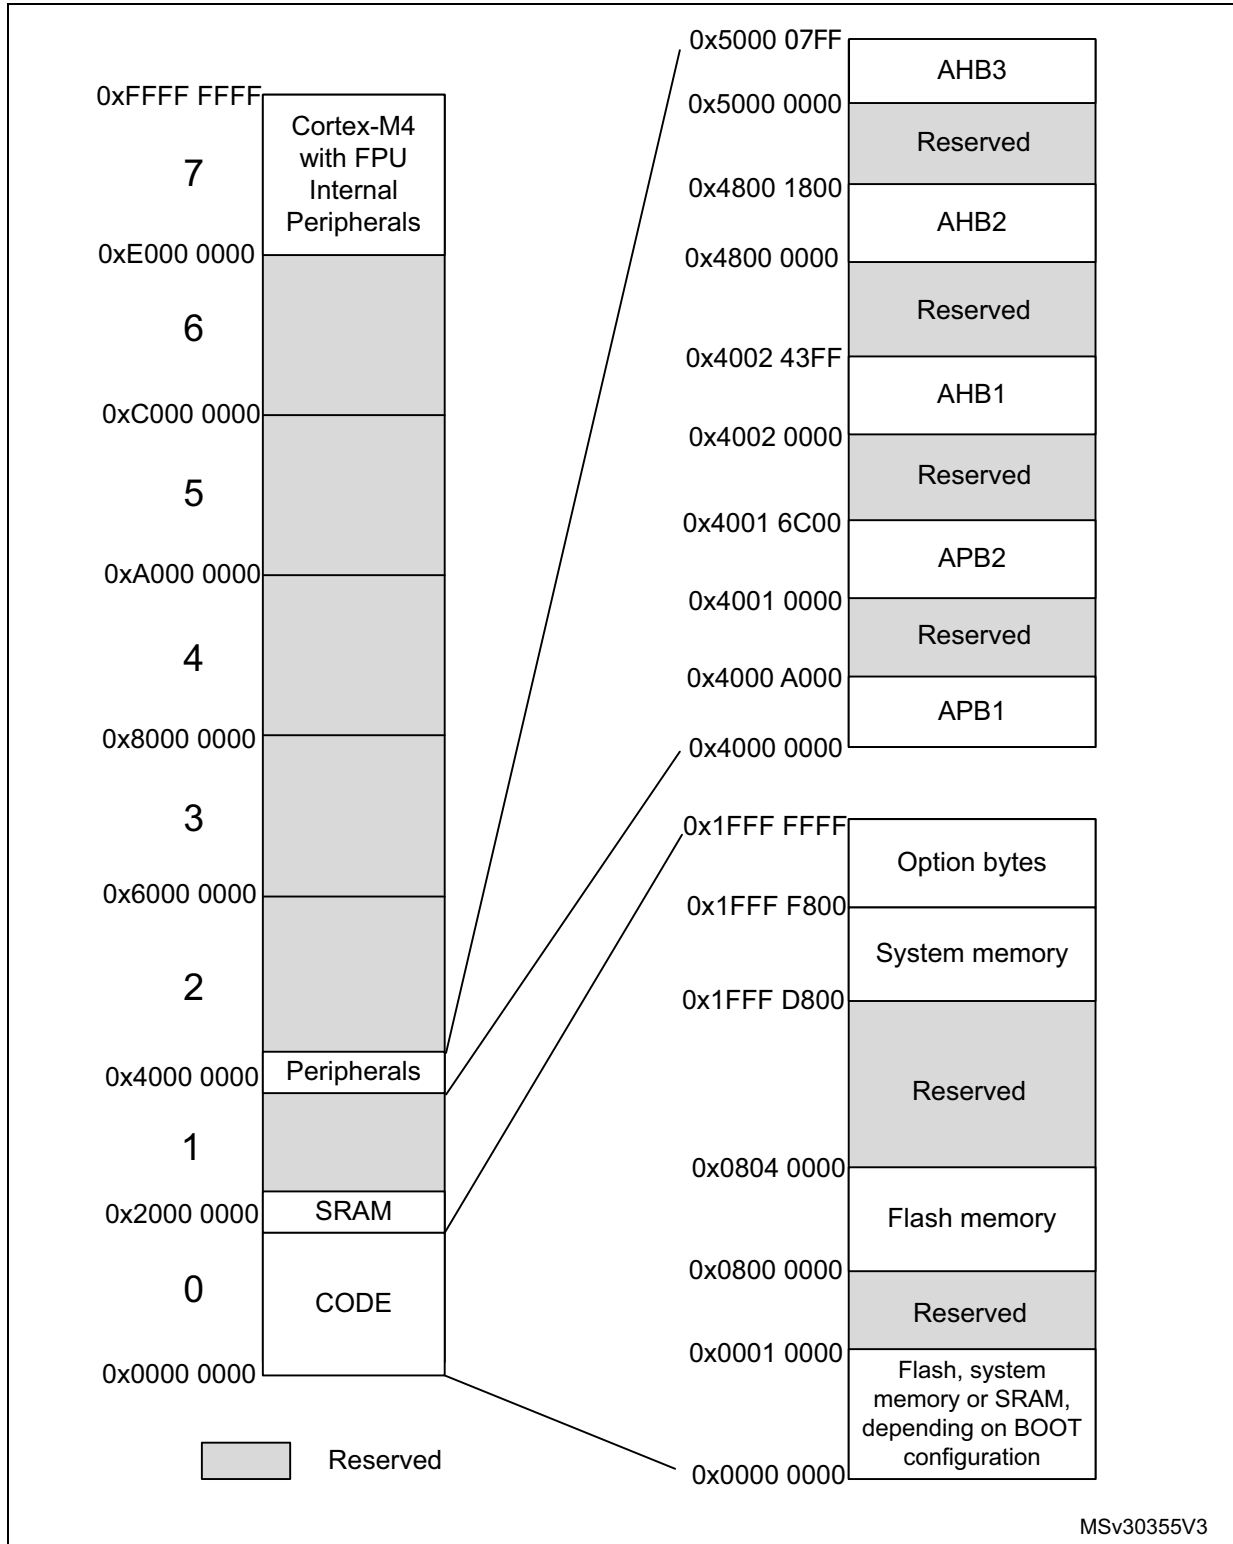 0xFFFF FFFF
Cortex-M4
with FPU
Internal
Peripherals
7
0xE000 0000
6
0xC000 0000
5
0xA000 0000
4
0x8000 0000
3
0x6000 0000
2
Peripherals
0x4000 0000
1
SRAM
0x2000 0000
0
CODE
0x0000 0000
Reserved
0x5000 07FF
AHB3
0x5000 0000
Reserved
0x4800 1800
AHB2
0x4800 0000
Reserved
0x4002 43FF
AHB1
0x4002 0000
Reserved
0x4001 6C00
APB2
0x4001 0000
Reserved
0x4000 A000
APB1
0x4000 0000
0x1FFF FFFF
Option bytes
0x1FFF F800
System memory
0x1FFF D800
Reserved
0x0804 0000
Flash memory
0x0800 0000
Reserved
0x0001 0000
Flash, system
memory or SRAM,
depending on BOOT
configuration
0x0000 0000
MSv30355V3